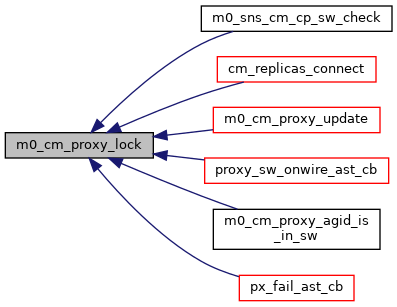 m0_sns_cm_cp_sw_check
cm_replicas_connect
m0_cm_proxy_update
m0_cm_proxy_lock
proxy_sw_onwire_ast_cb
m0_cm_proxy_agid_is
_in_sw
px_fail_ast_cb